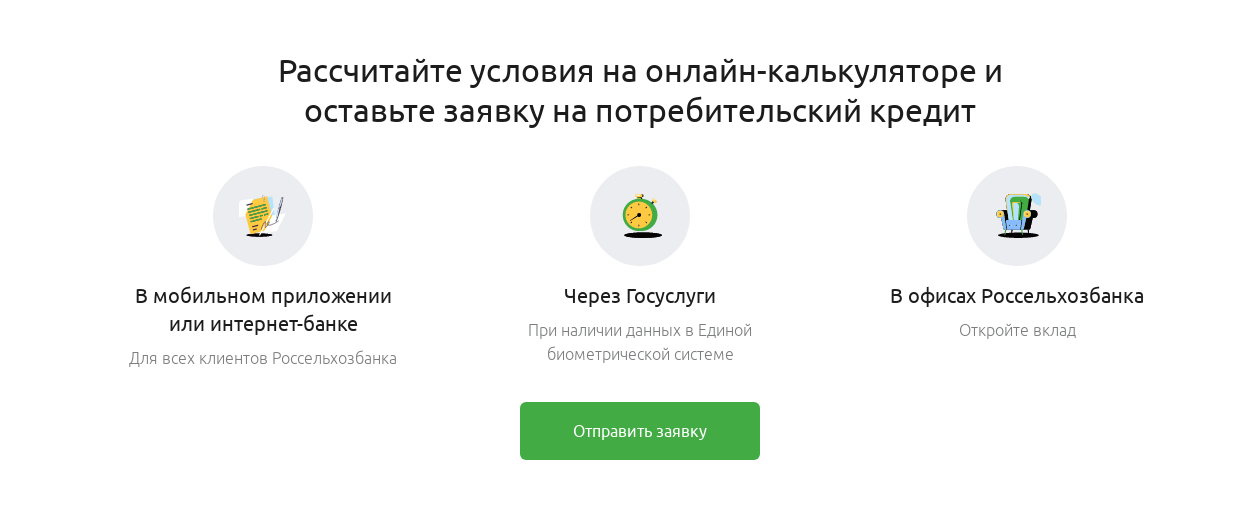 Рассчитайте условия на онлайн-калькуляторе и
оставьте заявку на потребительский кредит
В мобильном приложении
или интернет-банке
Для всех клиентов Россельхозбанка
Через Госуслуги
При наличии данных в Единой
биометрической системе
В офисах Россельхозбанка
Откройте вклад
Отправить заявку